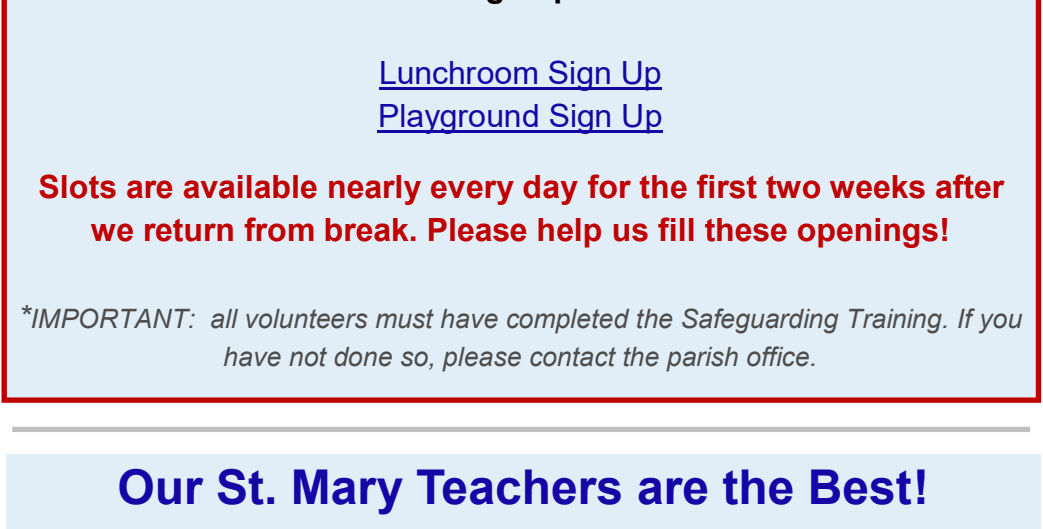 Lunchroom Sign Up
Playground Sign Up
Slots are available nearly every day for the first two weeks after
we return from break. Please help us fill these openings!
*IMPORTANT:  all volunteers must have completed the Safeguarding Training. If you
have not done so, please contact the parish office.
Our St. Mary Teachers are the Best!